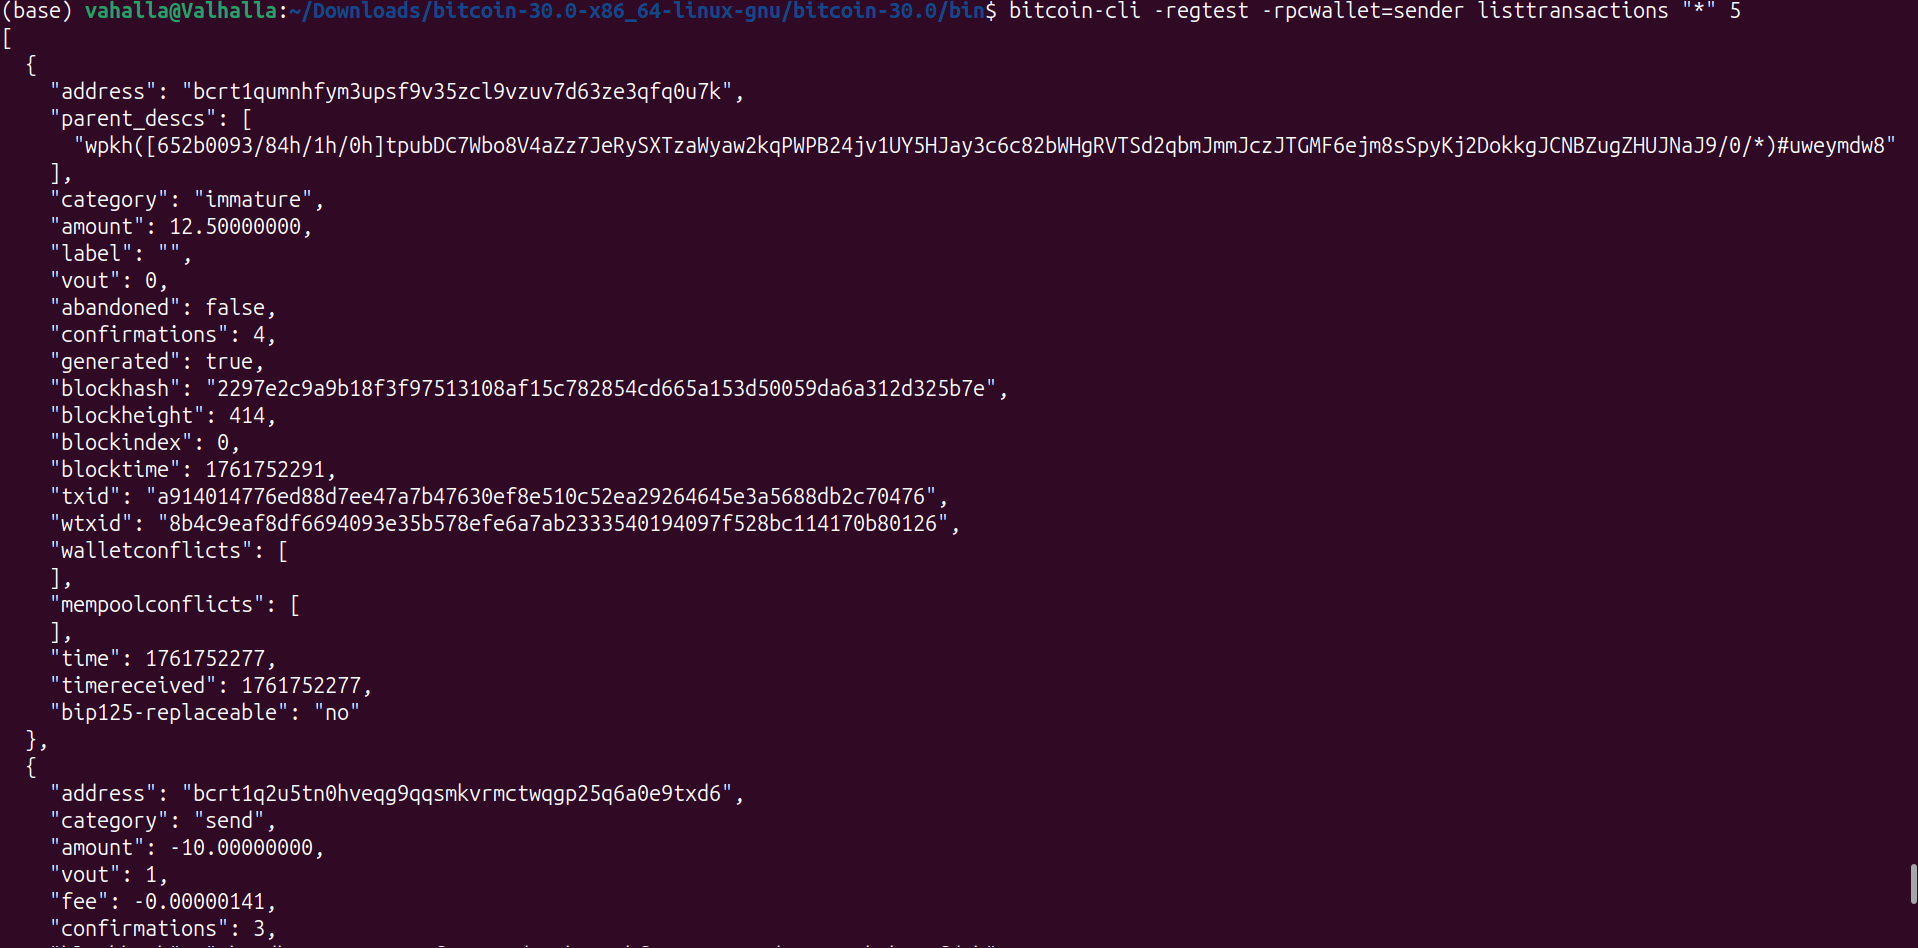 (base) vahalla@Valhalla:~/Downloads/bitcoin-30.0-x86_64-linux-gnu/bitcoin-30.0/bin$ bitcoin-cli -regtest -rpcwallet=sender listtransactions "*" 5
[
  {
    "address": "bcrt1qumnhfym3upsf9v35zcl9vzuv7d63ze3qfq0u7k",
    "parent_descs": [
      "wpkh([652b0093/84h/1h/0h]tpubDC7Wbo8V4aZz7JeRySXTzaWyaw2kqPWPB24jv1UY5HJay3c6c82bWHgRVTSd2qbmJmmJczJTGMF6ejm8sSpyKj2DokkgJCNBZugZHUJNaJ9/0/*)#uweymdw8"
    ],
    "category": "immature",
    "amount": 12.50000000,
    "label": "",
    "vout": 0,
    "abandoned": false,
    "confirmations": 4,
    "generated": true,
    "blockhash": "2297e2c9a9b18f3f97513108af15c782854cd665a153d50059da6a312d325b7e",
    "blockheight": 414,
    "blockindex": 0,
    "blocktime": 1761752291,
    "txid": "a914014776ed88d7ee47a7b47630ef8e510c52ea29264645e3a5688db2c70476",
    "wtxid": "8b4c9eaf8df6694093e35b578efe6a7ab2333540194097f528bc114170b80126",
    "walletconflicts": [
    ],
    "mempoolconflicts": [
    ],
    "time": 1761752277,
    "timereceived": 1761752277,
    "bip125-replaceable": "no"
  },
  {
    "address": "bcrt1q2u5tn0hveqg9qqsmkvrmctwqgp25q6a0e9txd6",
    "category": "send",
    "amount": -10.00000000,
    "vout": 1,
    "fee": -0.00000141,
    "confirmations": 3,